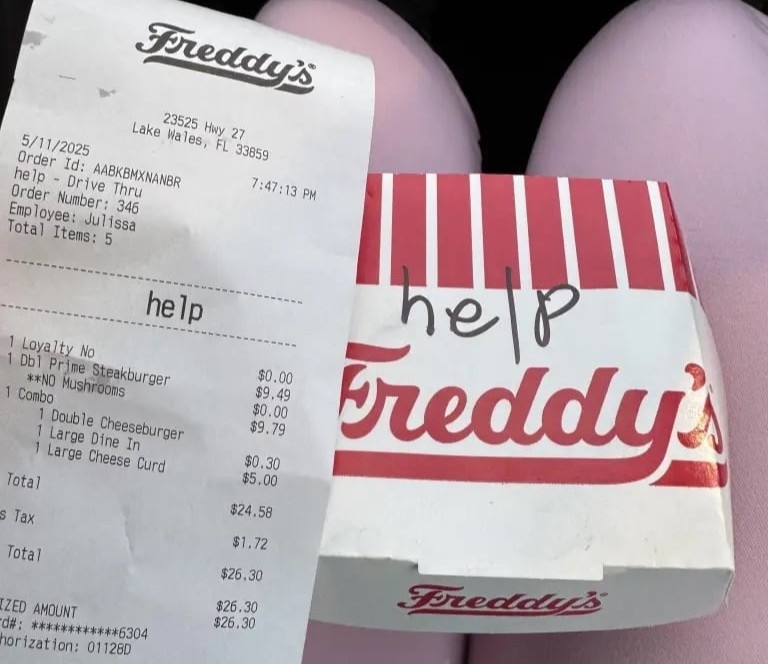 Freddy's
23525 Hwy 27
Lake Wales, FL 33859
5/11/2025 7:47:13 PM
Order Id: AABKBMXNANBR
help - Drive Thru
Order Number: 346
Employee: Julissa
Total Items: 5
help
1 Loyalty No $0.00
1 Dbl Prime Steakburger $9.49
**NO Mushrooms $0.00
1 Combo $9.79
1 Double Cheeseburger
1 Large Dine In $0.30
1 Large Cheese Curd $5.00
Total $24.58
s Tax $1.72
Total $26.30
IZED AMOUNT $26.30
rd#: ************6304 $26.30
horization: 01128D
help
Freddy's
Freddy's